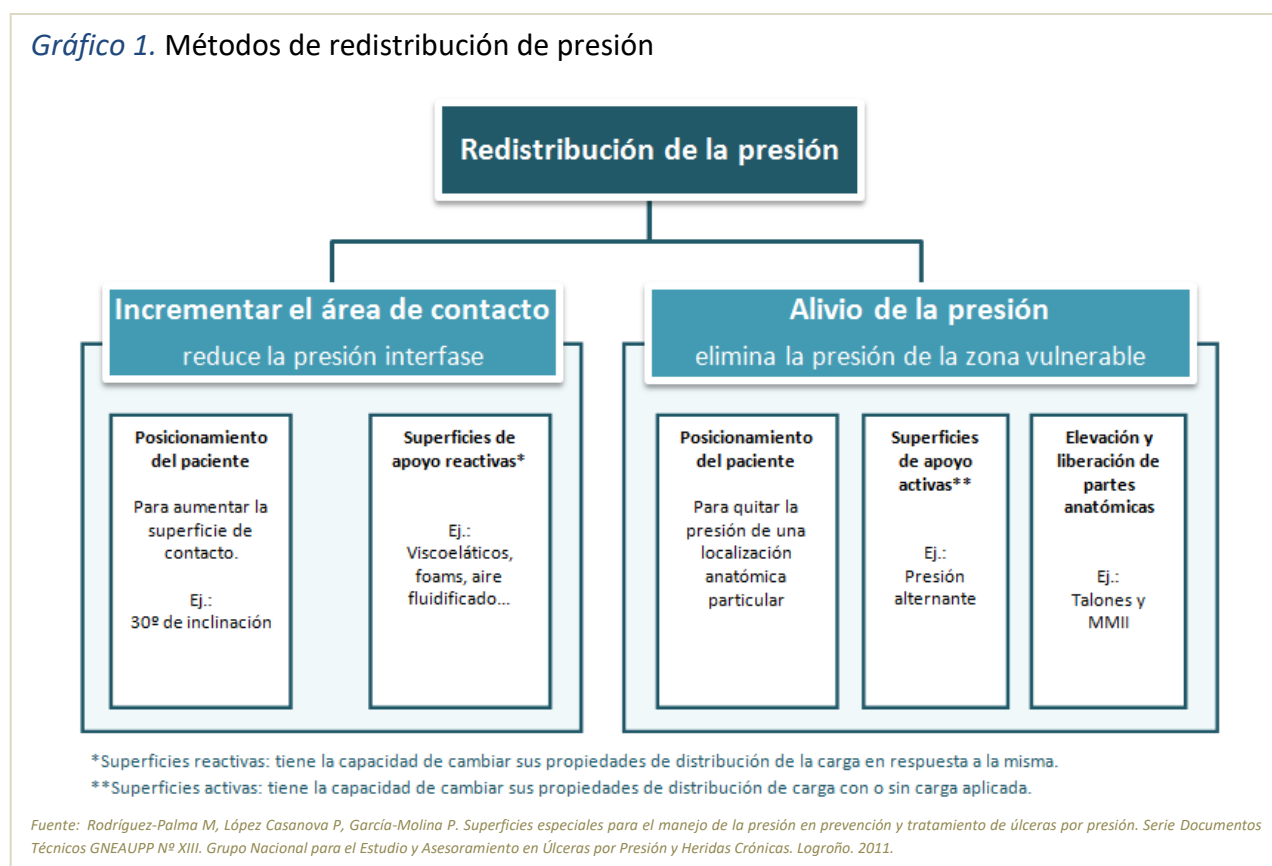 Gráfico 1. Métodos de redistribución de presión
Redistribución de la presión
Incrementar el área de contacto
reduce la presión interfase
Alivio de la presión
elimina la presión de la zona vulnerable
Posicionamiento
del paciente
Para aumentar la
superficie de
contacto.
Ej.:
30º de inclinación
Superficies de
apoyo reactivas*
Ej.:
Viscoeláticos,
foams, aire
fluidificado...
Posicionamiento
del paciente
Para quitar la
presión de una
localización
anatómica
particular
Superficies
de apoyo
activas**
Ej.:
Presión
alternante
Elevación y
liberación de
partes
anatómicas
Ej.:
Talones y
MMII
*Superficies reactivas: tiene la capacidad de cambiar sus propiedades de distribución de la carga en respuesta a la misma.
**Superficies activas: tiene la capacidad de cambiar sus propiedades de distribución de carga con o sin carga aplicada.
Fuente: Rodríguez-Palma M, López Casanova P, García-Molina P. Superficies especiales para el manejo de la presión en prevención y tratamiento de úlceras por presión. Serie Documentos
Técnicos GNEAUPP Nº XIII. Grupo Nacional para el Estudio y Asesoramiento en Úlceras por Presión y Heridas Crónicas. Logroño. 2011.